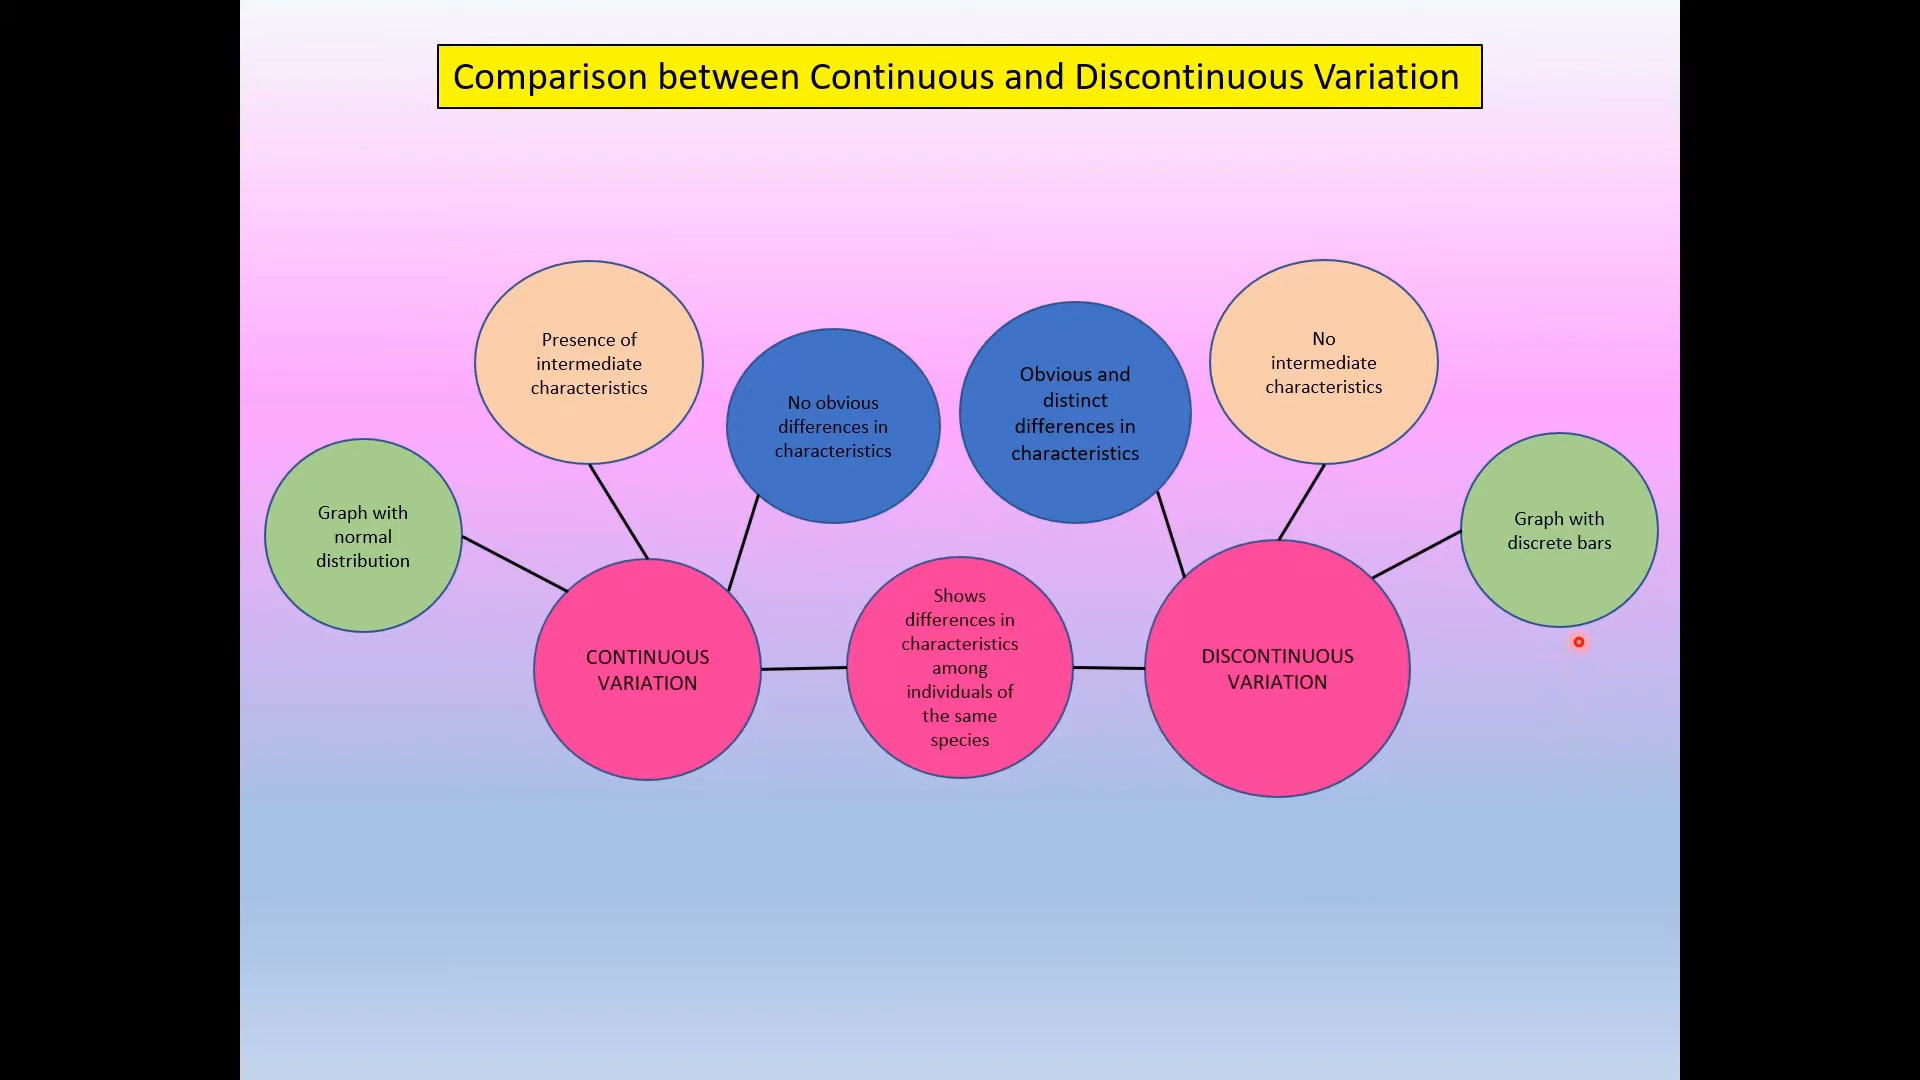 Comparison between Continuous and Discontinuous Variation
Presence of
intermediate
characteristics
No obvious
differences in
characteristics
Obvious and
distinct
differences in
characteristics
No
intermediate
characteristics
Graph with
normal
distribution
Graph with
discrete bars
CONTINUOUS
VARIATION
Shows
differences in
characteristics
among
individuals of
the same
species
DISCONTINUOUS
VARIATION